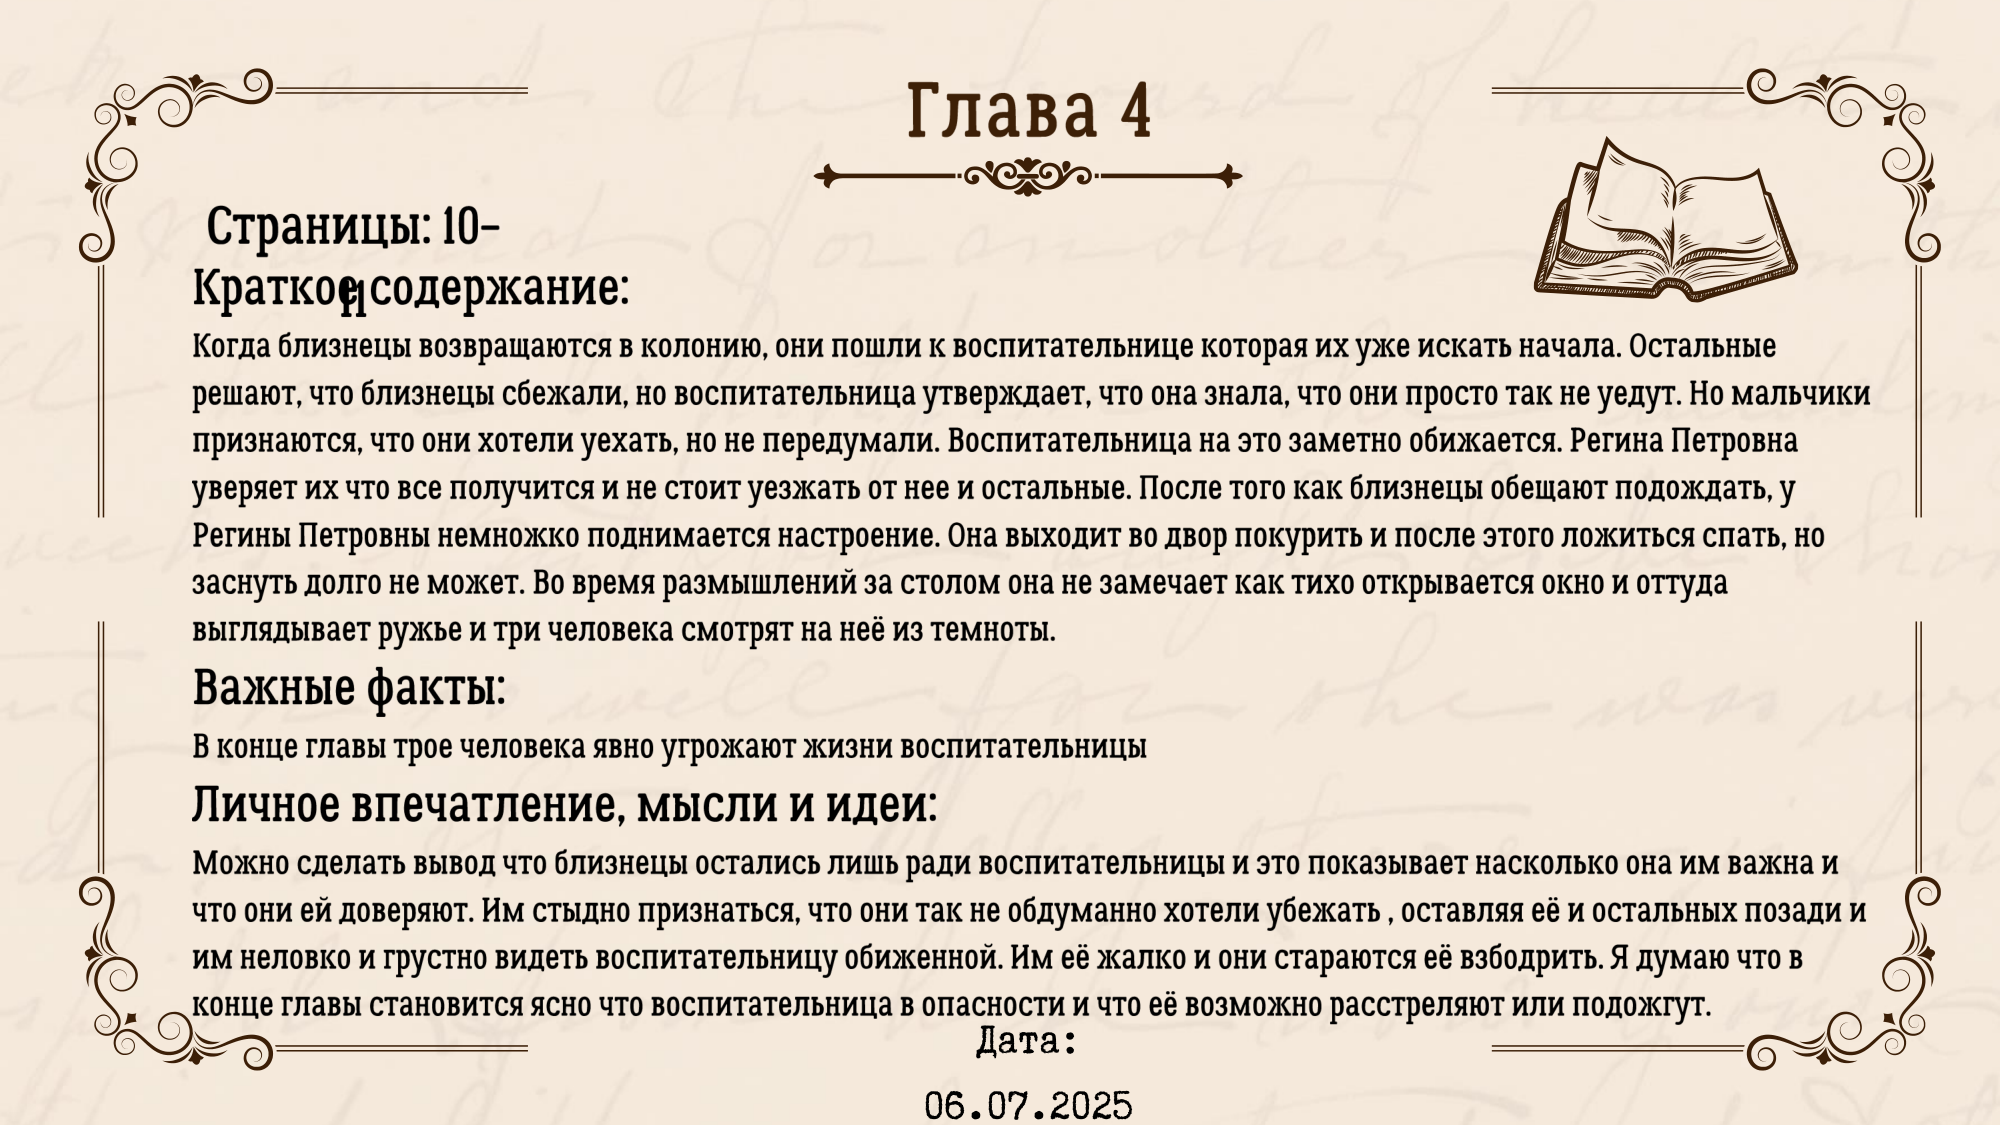 Глава 4
Страницы: 10-
11
Краткое содержание:
Когда близнецы возвращаются в колонию, они пошли к воспитательнице которая их уже искать начала. Остальные
решают, что близнецы сбежали, но воспитательница утверждает, что она знала, что они просто так не уедут. Но мальчики
признаются, что они хотели уехать, но не передумали. Воспитательница на это заметно обижается. Регина Петровна
уверяет их что все получится и не стоит уезжать от нее и остальные. После того как близнецы обещают подождать, у
Регины Петровны немножко поднимается настроение. Она выходит во двор покурить и после этого ложиться спать, но
заснуть долго не может. Во время размышлений за столом она не замечает как тихо открывается окно и оттуда
выглядывает ружье и три человека смотрят на неё из темноты.
Важные факты:
В конце главы трое человека явно угрожают жизни воспитательницы
Личное впечатление, мысли и идеи:
Можно сделать вывод что близнецы остались лишь ради воспитательницы и это показывает насколько она им важна и
что они ей доверяют. Им стыдно признаться, что они так не обдуманно хотели убежать , оставляя её и остальных позади и
им неловко и грустно видеть воспитательницу обиженной. Им её жалко и они стараются её взбодрить. Я думаю что в
конце главы становится ясно что воспитательница в опасности и что её возможно расстреляют или подожгут.
Дата:
06.07.2025